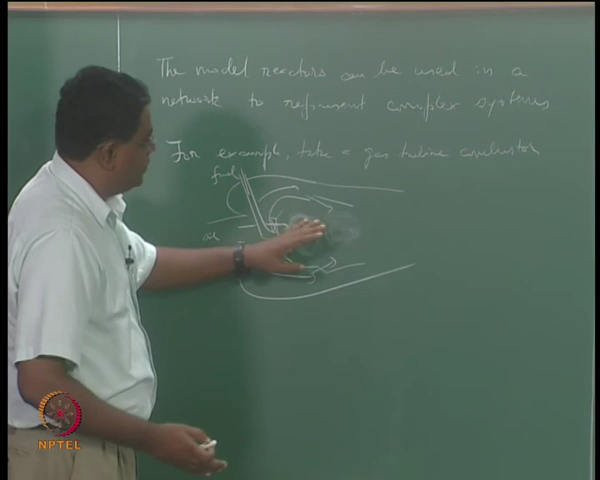 The model reactors can be used in a
network to represent complex systems
For example, take a gas turbine combustor
fuel
air
NPTEL